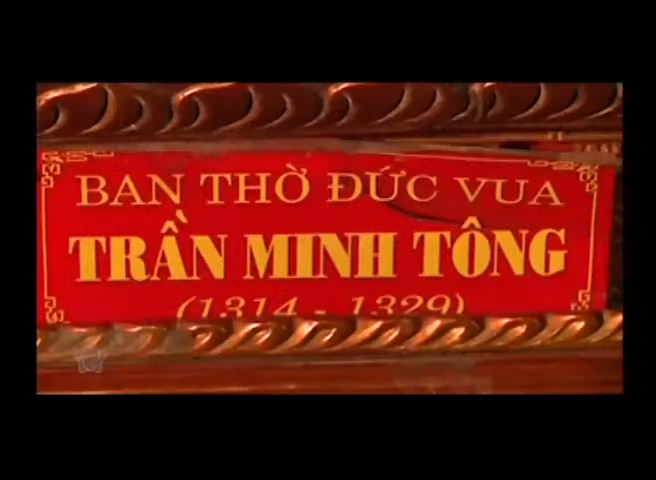 BAN THỜ ĐỨC VUA
TRẦN MINH TÔNG
(1314 - 1329)